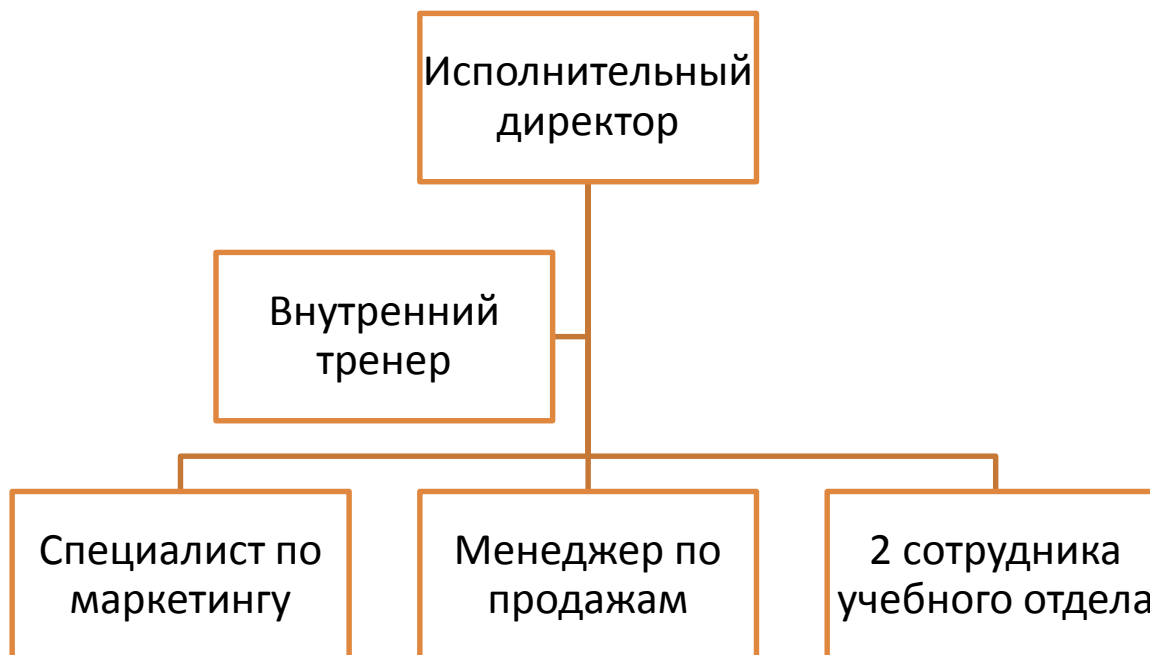 Исполнительный
директор
Внутренний
тренер
Специалист по
маркетингу
Менеджер по
продажам
2 сотрудника
учебного отдела